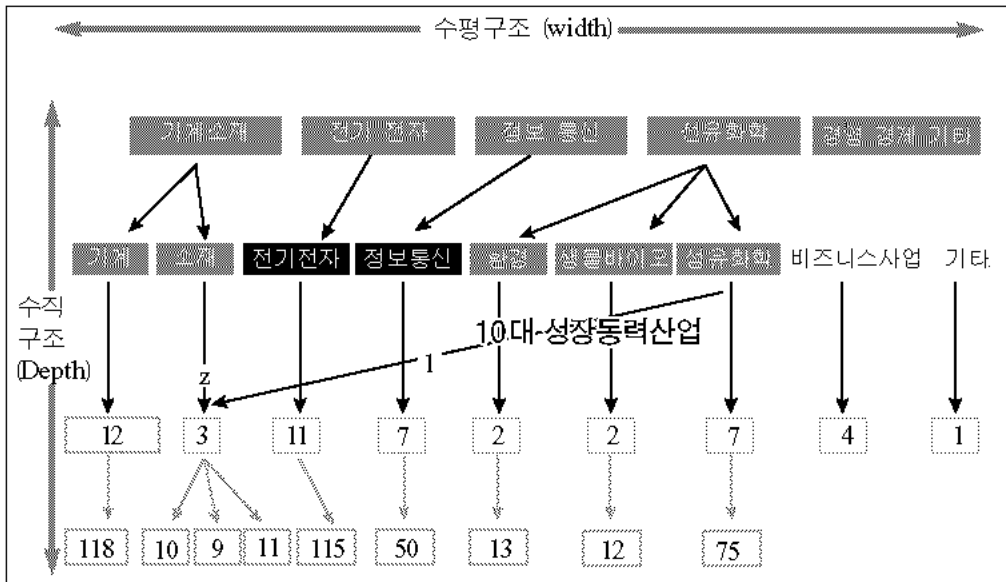 수평구조 (width)
기계소재 전기 전자 정보 통신 섬유화학 경영 경제 기타
기계 소재 전기전자 정보통신 환경 생물바이오 섬유화학 비즈니스사업 기타
수직
구조
(Depth)
10대 성장동력산업
1
z
12 3 11 7 2 2 7 4 1
118 10 9 11 115 50 13 12 75